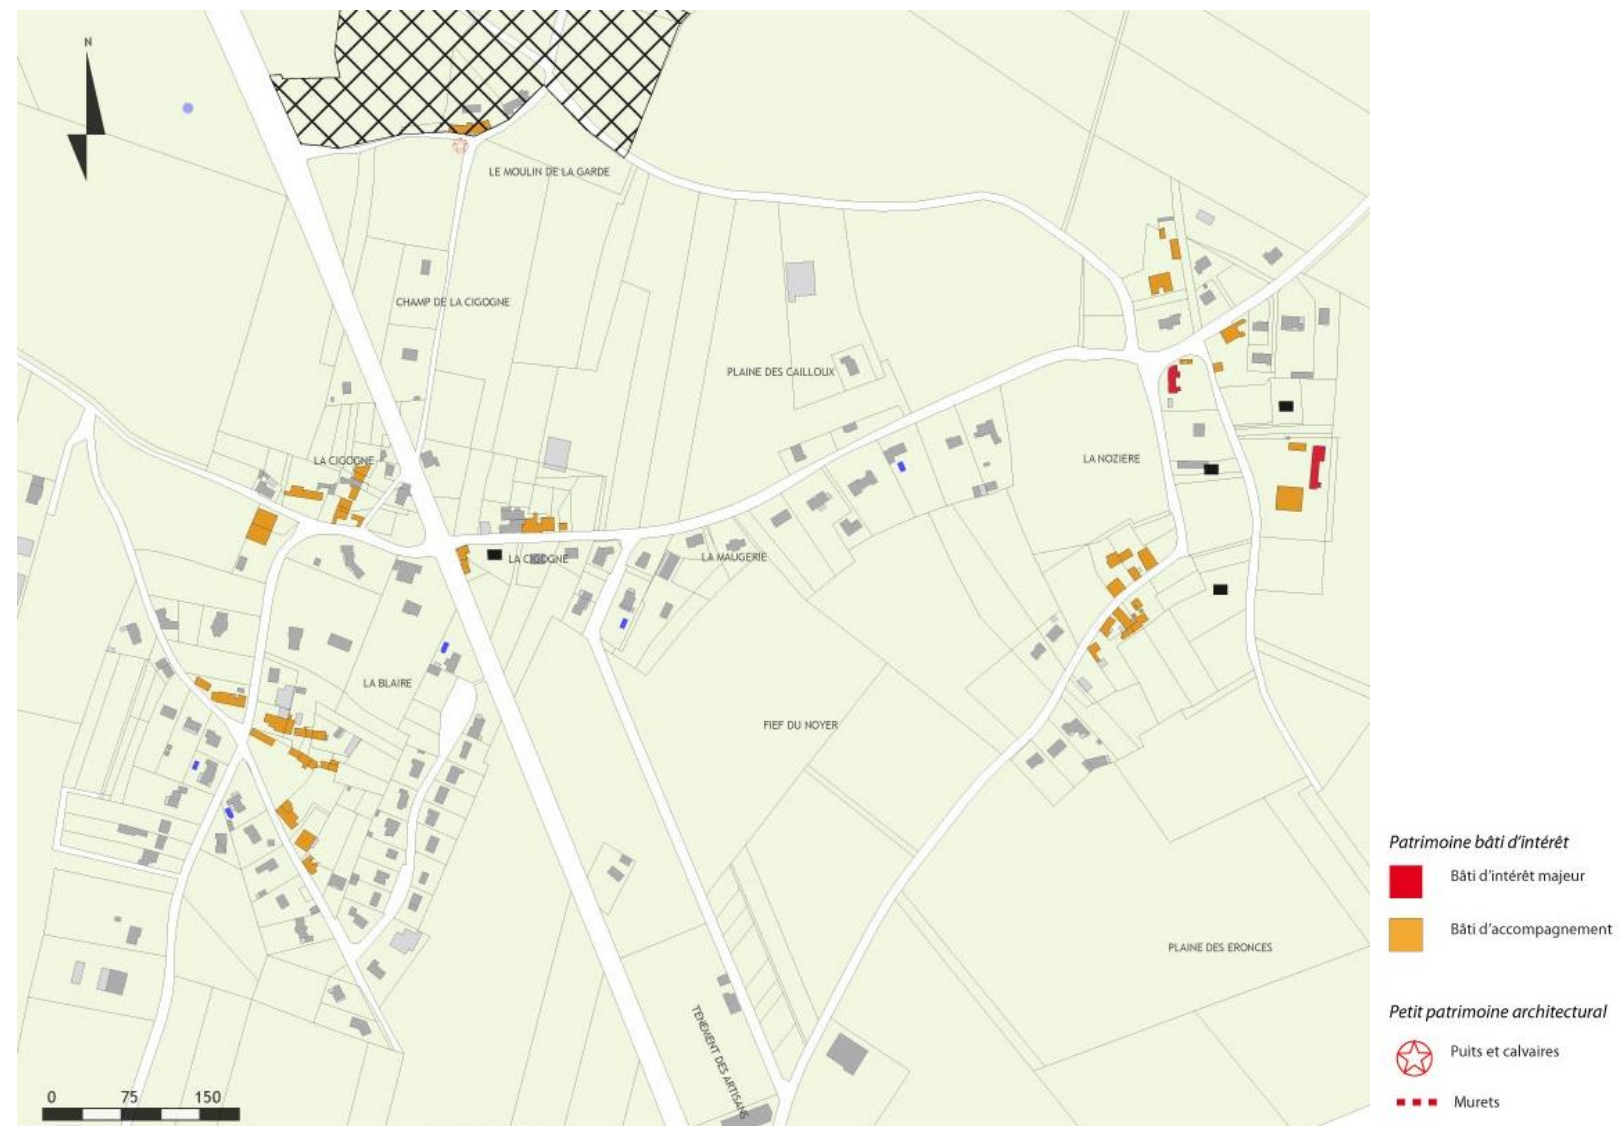 N
LE MOULIN DE LA GARDE
CHAMP DE LA CIGOGNE
PLAINE DES CAILLOUX
LA CIGOGNE
LA NOZIERE
LA CIGOGNE
LA MAUGERIE
LA BLAIRE
FIEF DU NOYER
PLAINE DES ERONCES
TENEMENT DES ARTISANS
0 75 150
Patrimoine bâti d'intérêt
Bâti d'intérêt majeur
Bâti d'accompagnement
Petit patrimoine architectural
Puits et calvaires
Murets